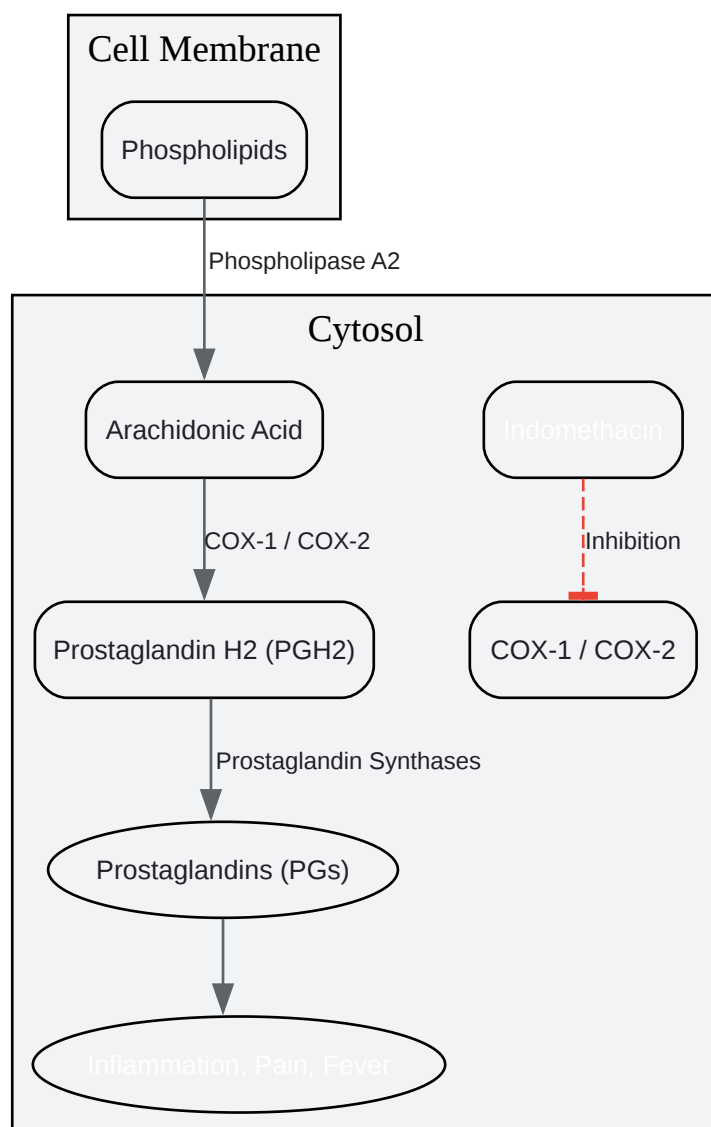 Cell Membrane
Phospholipids
Phospholipase A2
Cytosol
Arachidonic Acid
Indomethacin
COX-1 / COX-2
Inhibition
Prostaglandin H2 (PGH2)
COX-1 / COX-2
Prostaglandin Synthases
Prostaglandins (PGs)
Inflammation, Pain, Fever